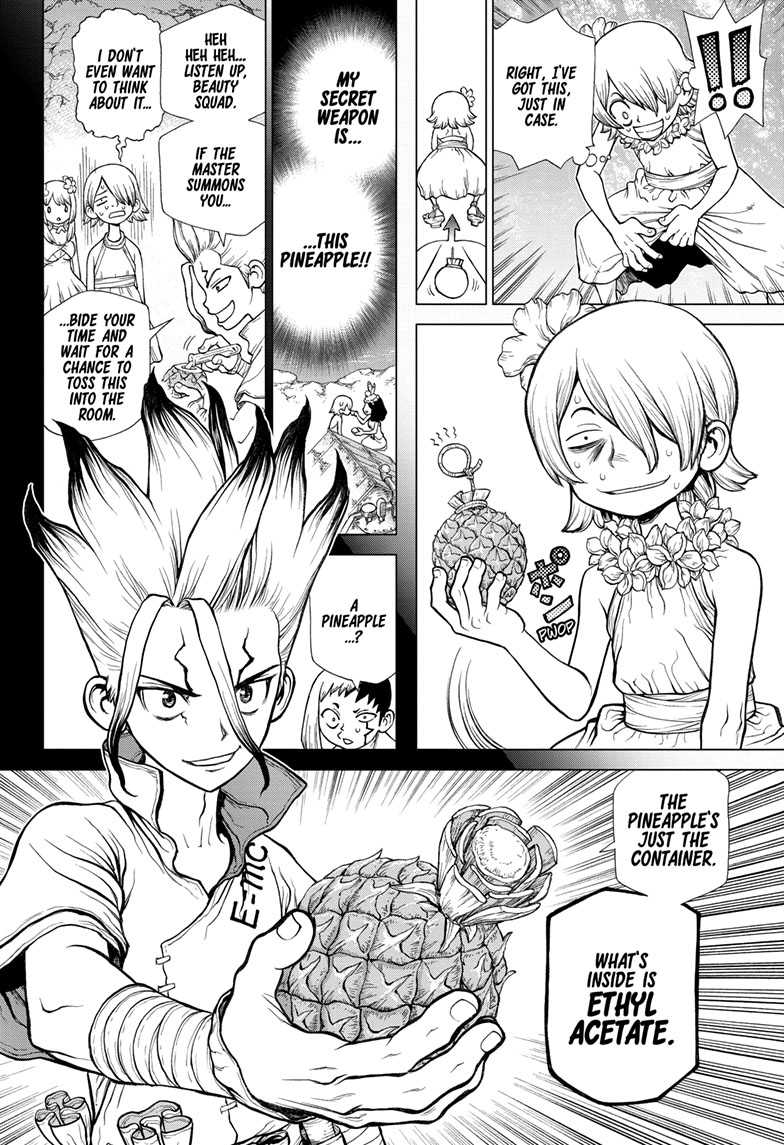 !!
RIGHT, I'VE
GOT THIS,
JUST IN
CASE.
ポンッ
PWOP
MY
SECRET
WEAPON
IS...
...THIS
PINEAPPLE!!
HEH
HEH HEH...
LISTEN UP,
BEAUTY
SQUAD.
I DON'T
EVEN WANT
TO THINK
ABOUT IT...
IF THE
MASTER
SUMMONS
YOU...
...BIDE YOUR
TIME AND
WAIT FOR A
CHANCE TO
TOSS THIS
INTO THE
ROOM.
A
PINEAPPLE
...?
THE
PINEAPPLE'S
JUST THE
CONTAINER.
WHAT'S
INSIDE IS
ETHYL
ACETATE.
E=mc